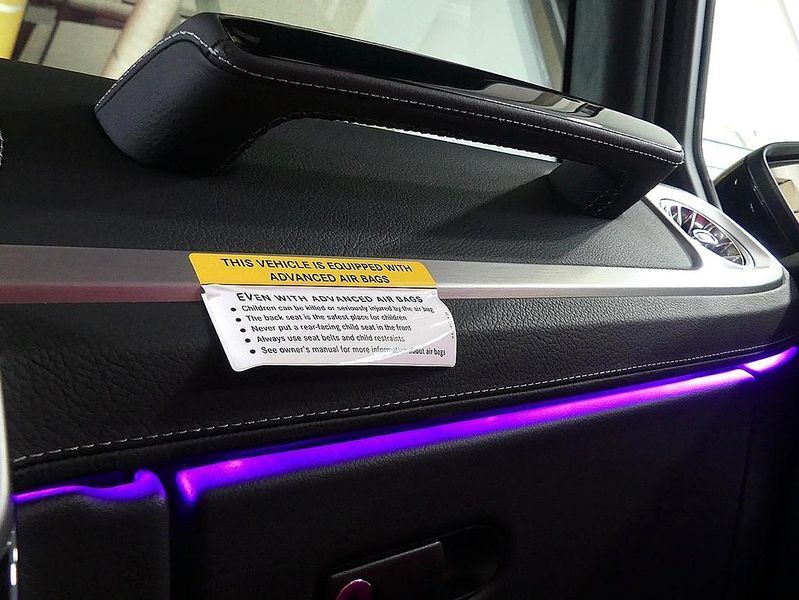 THIS VEHICLE IS EQUIPPED WITH
ADVANCED AIR BAGS
EVEN WITH ADVANCED AIR BAGS
• Children can be killed or seriously injured by the air bag
• The back seat is the safest place for children
• Never put a rear-facing child seat in the front
• Always use seat belts and child restraints
• See owner's manual for more information about air bags